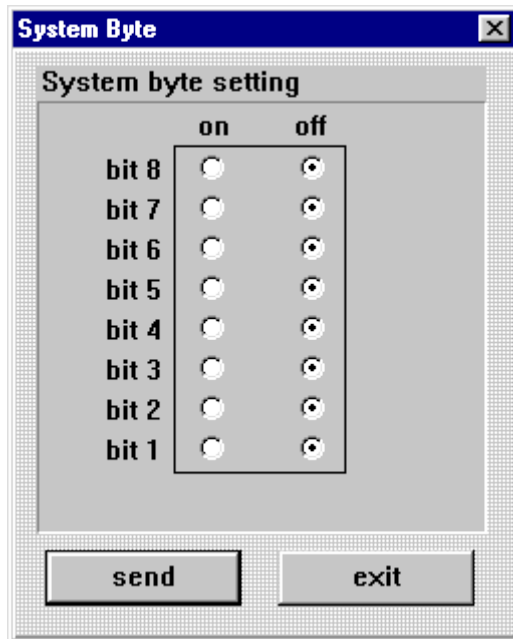 System Byte
System byte setting
on off
bit 8
bit 7
bit 6
bit 5
bit 4
bit 3
bit 2
bit 1
send exit